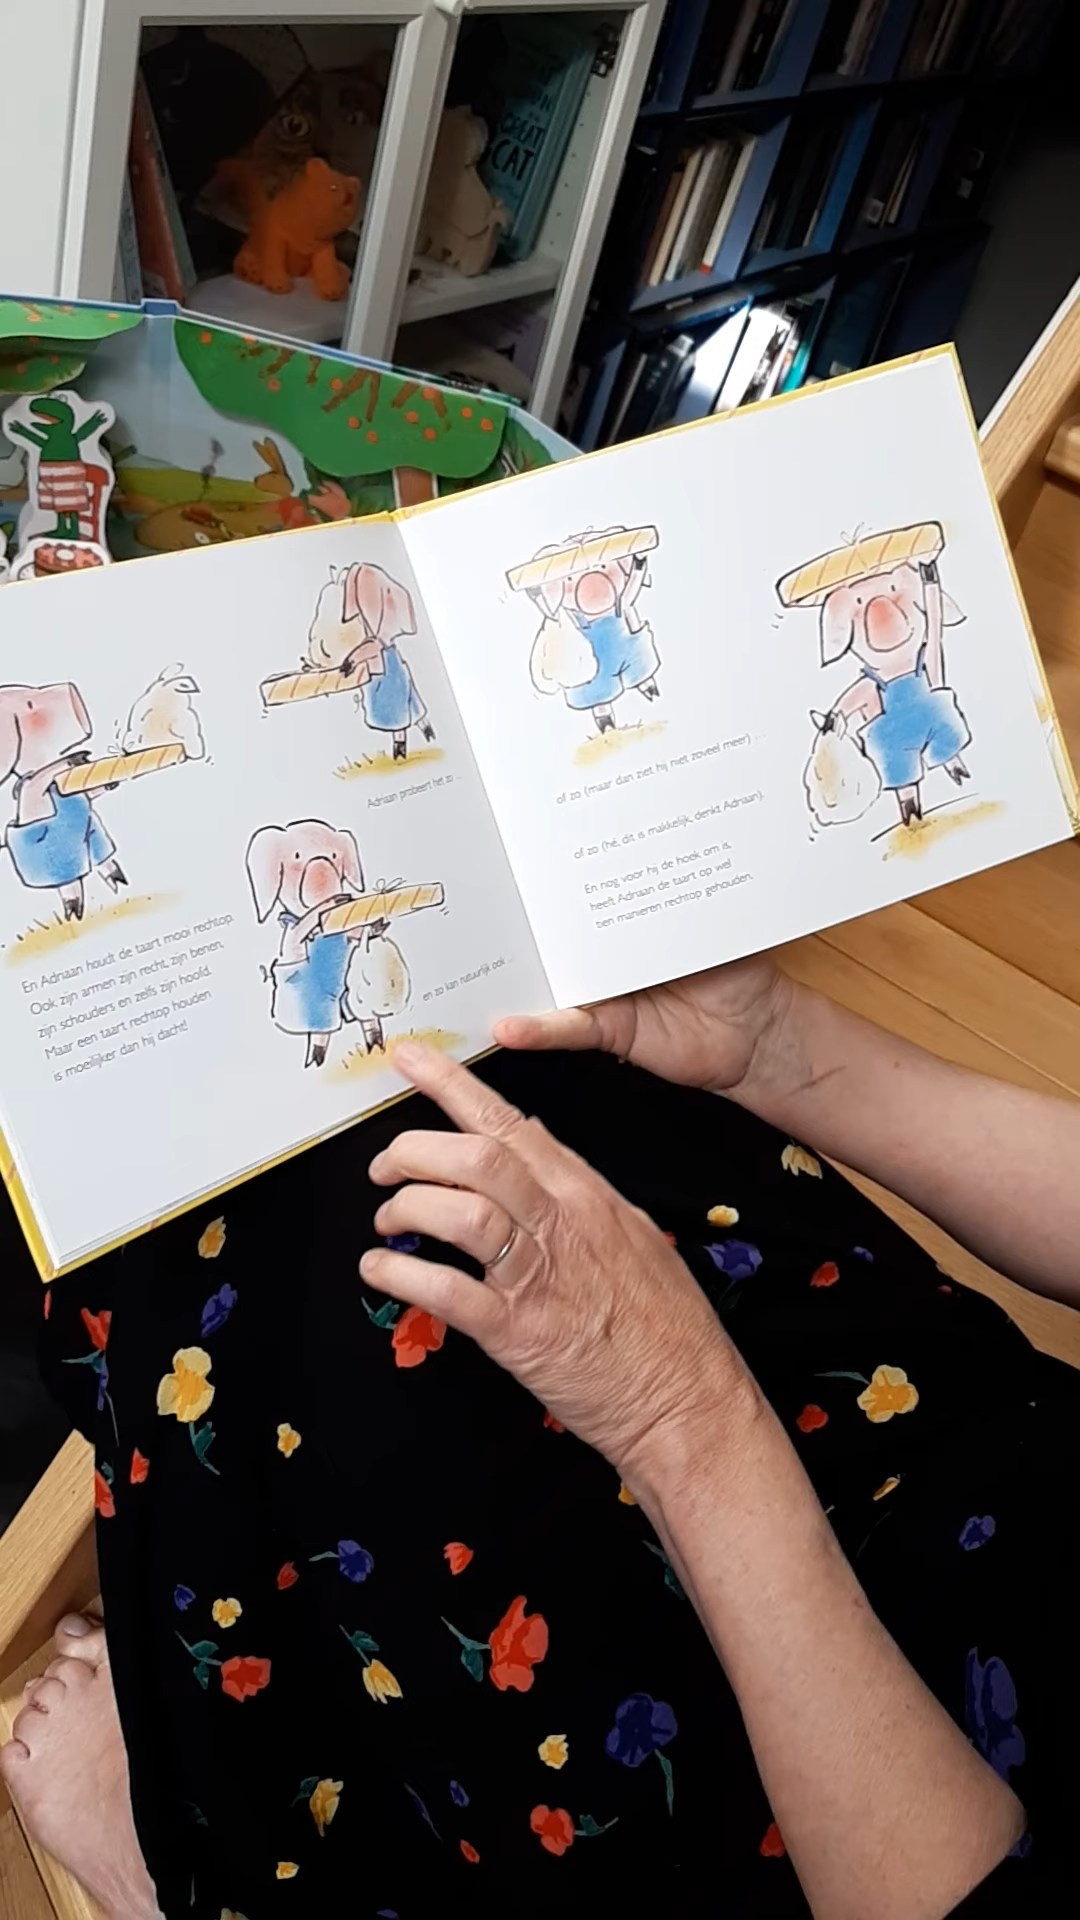 GREAT
CAT
Adriaan probeert het zo ...
En Adriaan houdt de taart mooi rechtop.
Ook zijn armen zijn recht, zijn benen,
zijn schouders en zelfs zijn hoofd.
Maar een taart rechtop houden
is moeilijker dan hij dacht!
en zo kan natuurlijk ook ...
of zo (maar dan ziet hij niet zoveel meer) ...
of zo (hé, dit is makkelijk, denkt Adriaan).
En nog voor hij de hoek om is,
heeft Adriaan de taart op wel
tien manieren rechtop gehouden.